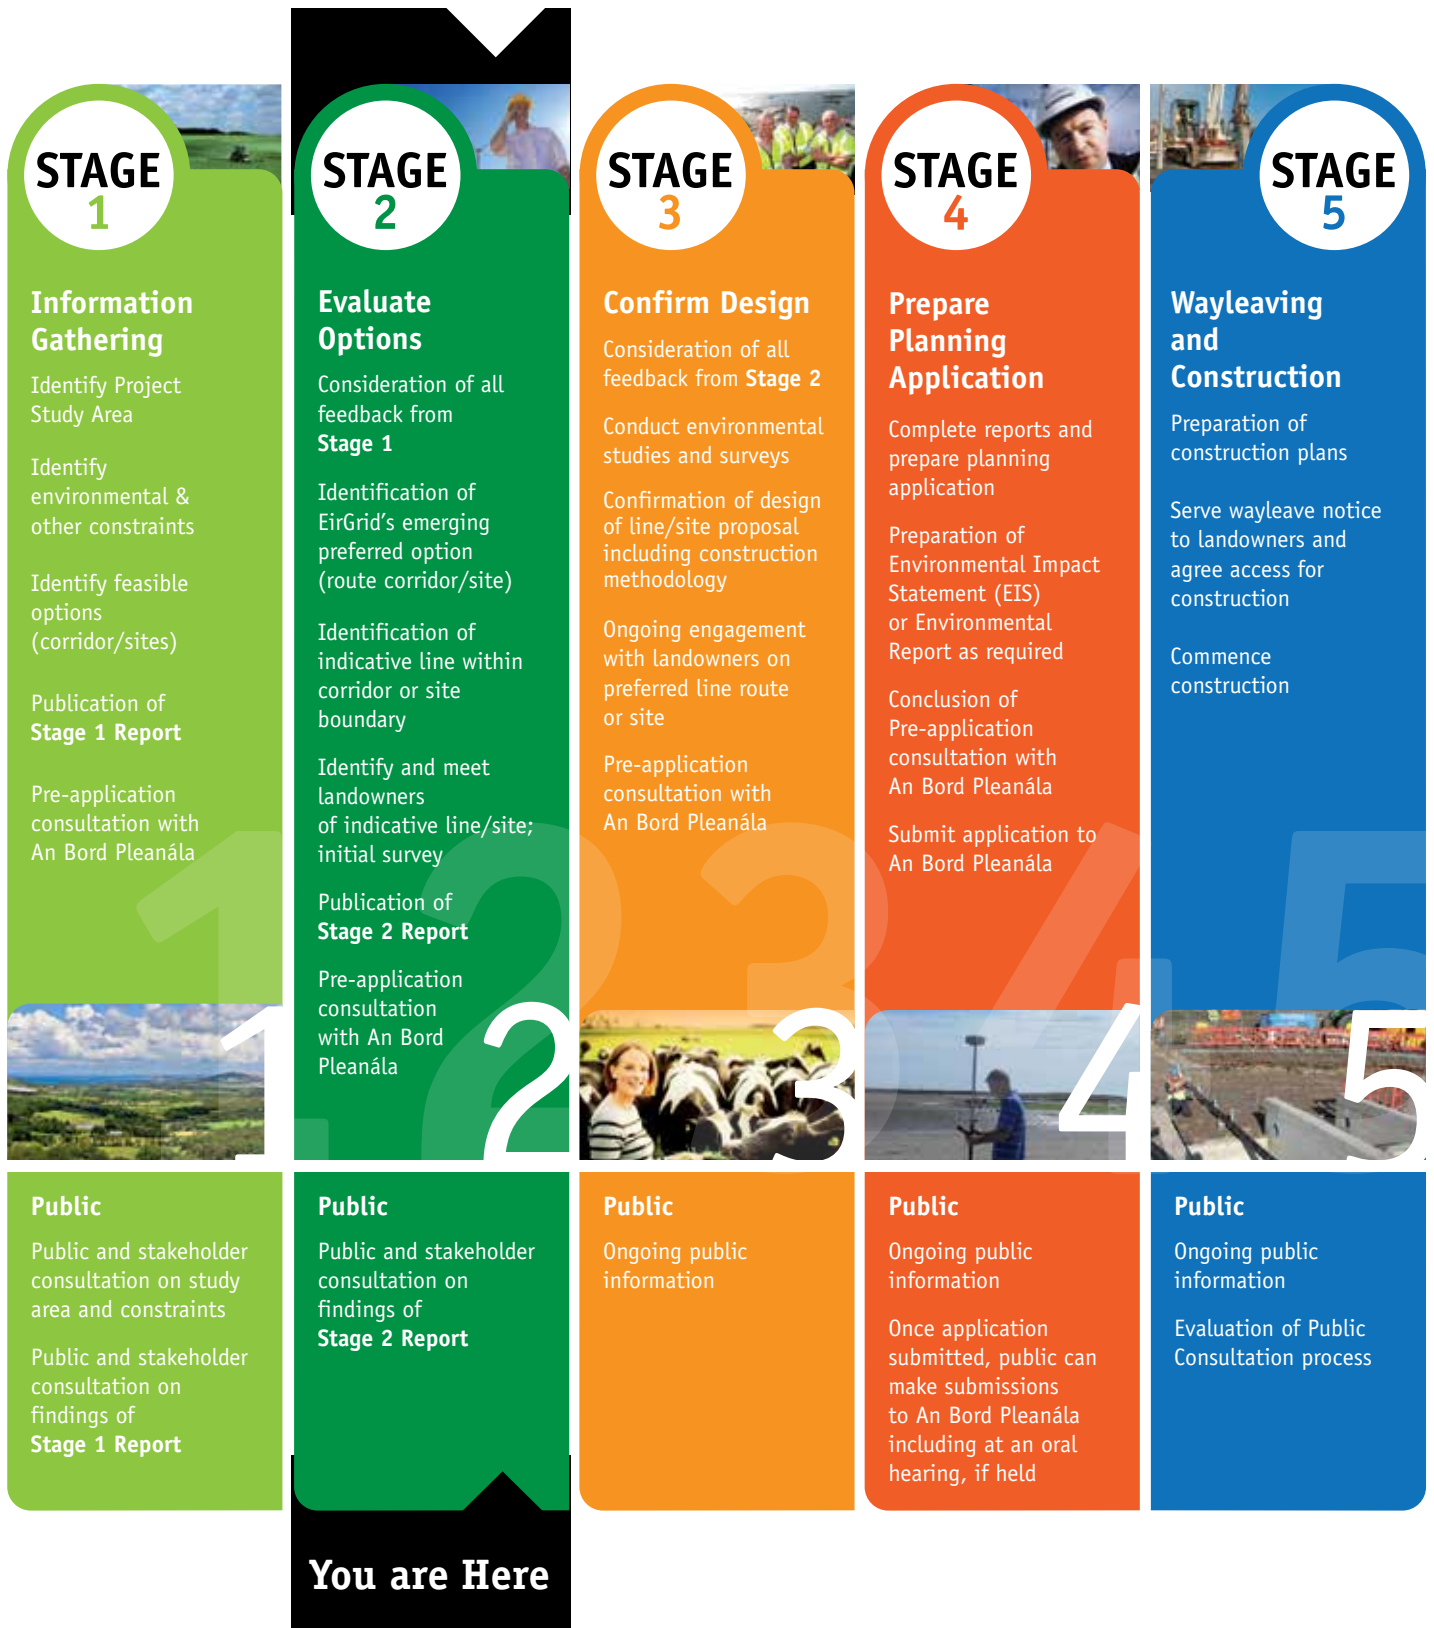 STAGE
1
Information
Gathering
Identify Project
Study Area
Identify
environmental &
other constraints
Identify feasible
options
(corridor/sites)
Publication of
Stage 1 Report
Pre-application
consultation with
An Bord Pleanála
1
Public
Public and stakeholder
consultation on study
area and constraints
Public and stakeholder
consultation on
findings of
Stage 1 Report
STAGE
2
Evaluate
Options
Consideration of all
feedback from
Stage 1
Identification of
EirGrid’s emerging
preferred option
(route corridor/site)
Identification of
indicative line within
corridor or site
boundary
Identify and meet
landowners
of indicative line/site;
initial survey
Publication of
Stage 2 Report
Pre-application
consultation
with An Bord
Pleanála
2
Public
Public and stakeholder
consultation on
findings of
Stage 2 Report
You are Here
STAGE
3
Confirm Design
Consideration of all
feedback from Stage 2
Conduct environmental
studies and surveys
Confirmation of design
of line/site proposal
including construction
methodology
Ongoing engagement
with landowners on
preferred line route
or site
Pre-application
consultation with
An Bord Pleanála
3
Public
Ongoing public
information
STAGE
4
Prepare
Planning
Application
Complete reports and
prepare planning
application
Preparation of
Environmental Impact
Statement (EIS)
or Environmental
Report as required
Conclusion of
Pre-application
consultation with
An Bord Pleanála
Submit application to
An Bord Pleanála
4
Public
Ongoing public
information
Once application
submitted, public can
make submissions
to An Bord Pleanála
including at an oral
hearing, if held
STAGE
5
Wayleaving
and
Construction
Preparation of
construction plans
Serve wayleave notice
to landowners and
agree access for
construction
Commence
construction
5
Public
Ongoing public
information
Evaluation of Public
Consultation process